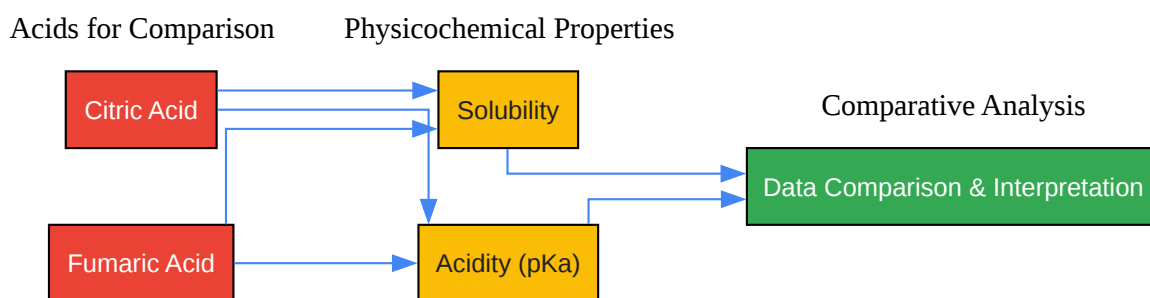 Acids for Comparison
Physicochemical Properties
Citric Acid
Solubility
Comparative Analysis
Data Comparison & Interpretation
Fumaric Acid
Acidity (pKa)